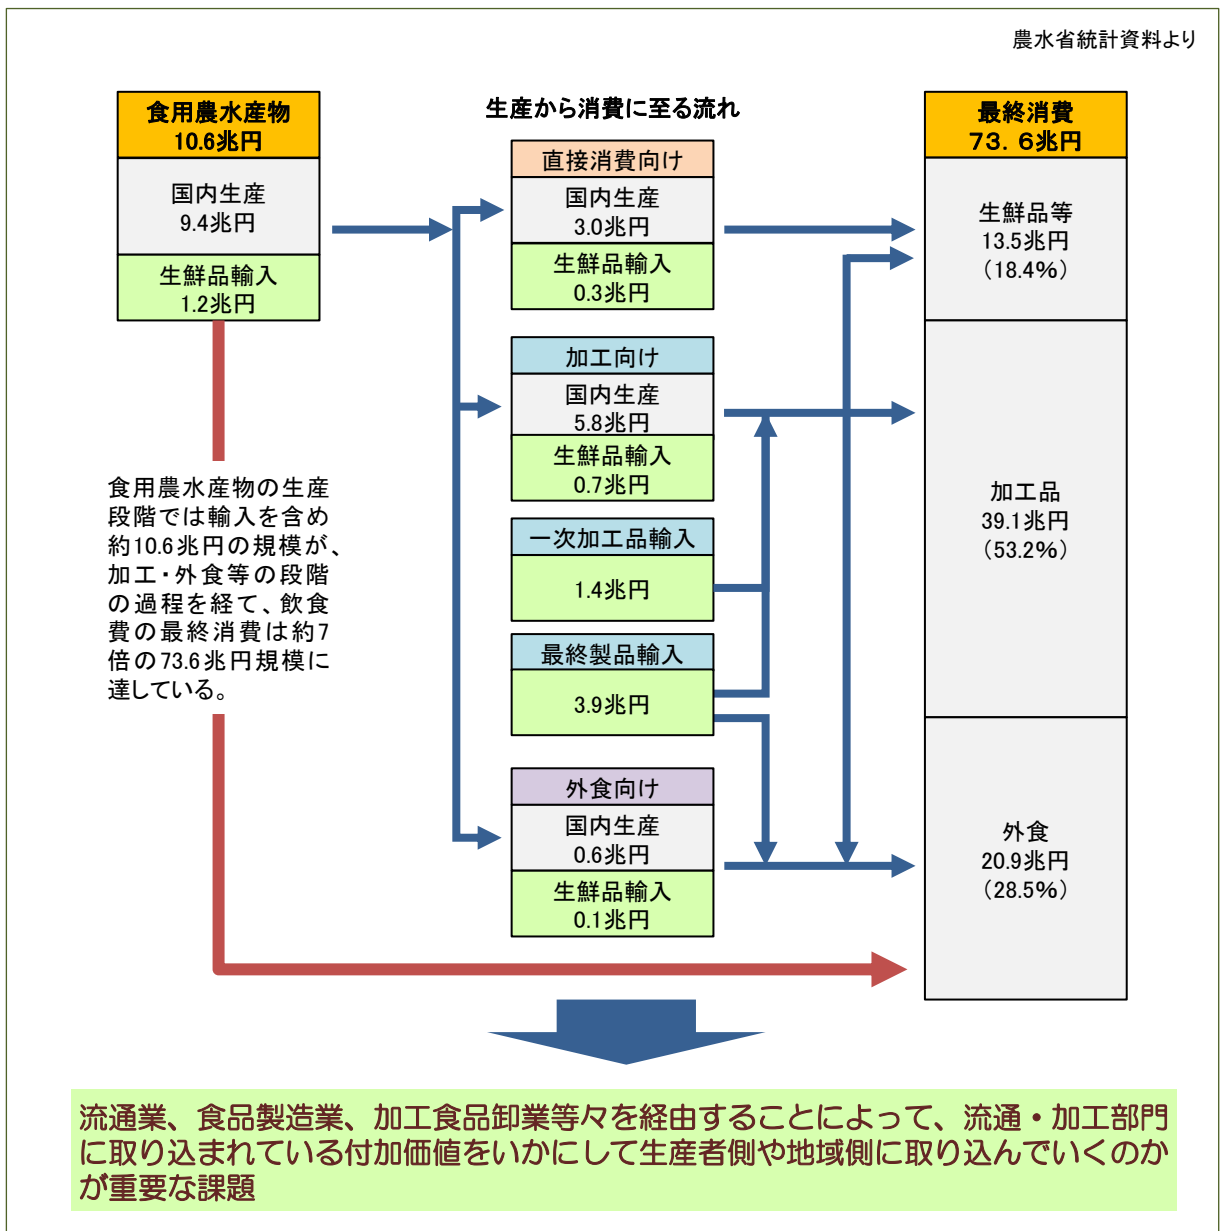 農水省統計資料より
食用農水産物
10.6兆円
国内生産
9.4兆円
生鮮品輸入
1.2兆円
食用農水産物の生産
段階では輸入を含め
約10.6兆円の規模が、
加工・外食等の段階
の過程を経て、飲食
費の最終消費は約7
倍の73.6兆円規模に
達している。
生産から消費に至る流れ
直接消費向け
国内生産
3.0兆円
生鮮品輸入
0.3兆円
加工向け
国内生産
5.8兆円
生鮮品輸入
0.7兆円
一次加工品輸入
1.4兆円
最終製品輸入
3.9兆円
外食向け
国内生産
0.6兆円
生鮮品輸入
0.1兆円
最終消費
73．6兆円
生鮮品等
13.5兆円
（18.4％）
加工品
39.1兆円
（53.2％）
外食
20.9兆円
（28.5％）
流通業、食品製造業、加工食品卸業等々を経由することによって、流通・加工部門
に取り込まれている付加価値をいかにして生産者側や地域側に取り込んでいくのか
が重要な課題